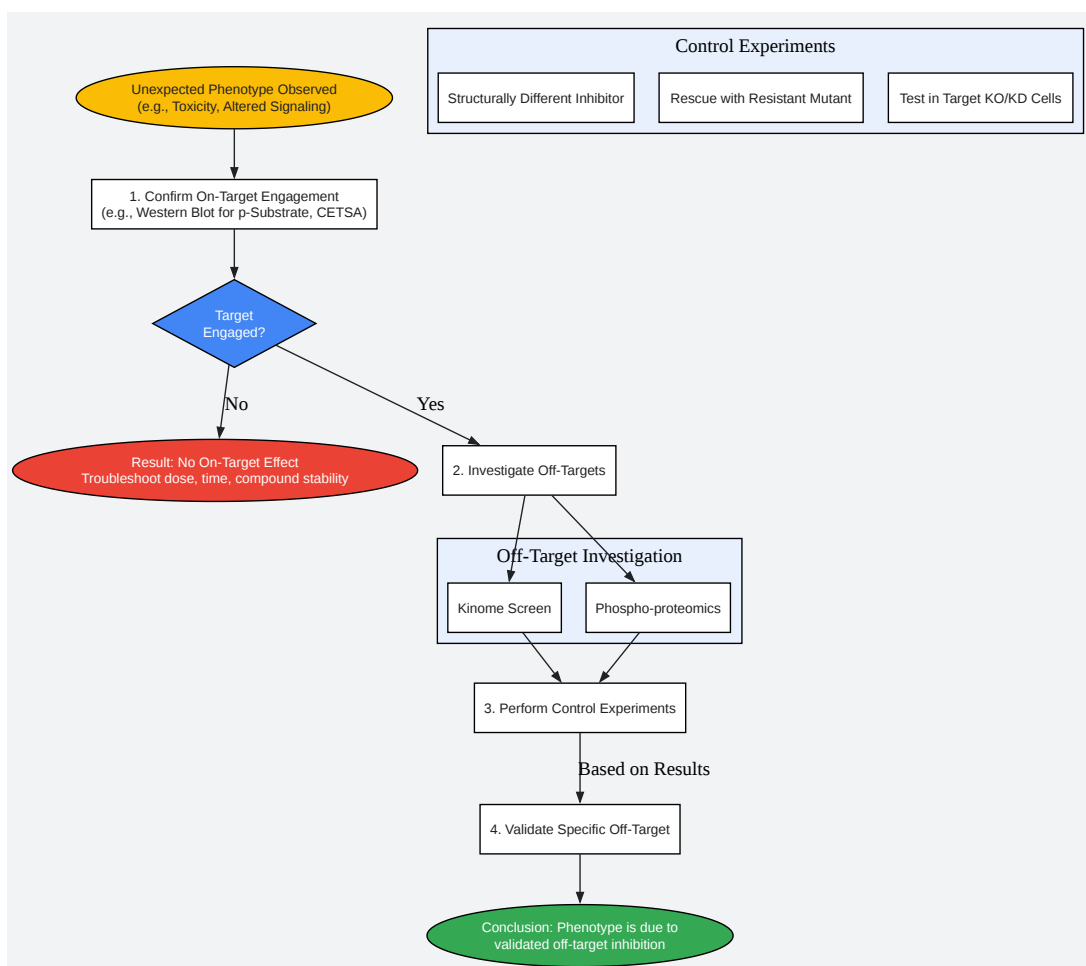 Control Experiments
Structurally Different Inhibitor
Rescue with Resistant Mutant
Test in Target KO/KD Cells
Unexpected Phenotype Observed
(e.g., Toxicity, Altered Signaling)
1. Confirm On-Target Engagement
(e.g., Western Blot for p-Substrate, CETSA)
Target
Engaged?
No
Yes
Result: No On-Target Effect
Troubleshoot dose, time, compound stability
2. Investigate Off-Targets
Off-Target Investigation
Kinome Screen
Phospho-proteomics
3. Perform Control Experiments
Based on Results
4. Validate Specific Off-Target
Conclusion: Phenotype is due to
validated off-target inhibition